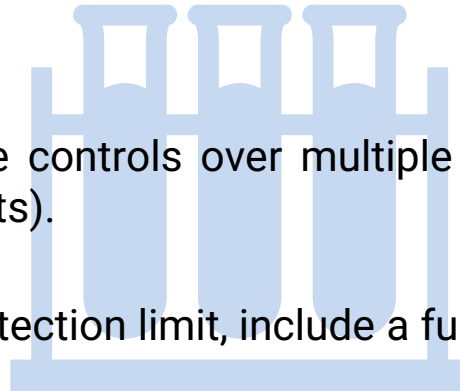 controls over multiple
ts).
tection limit, include a fu